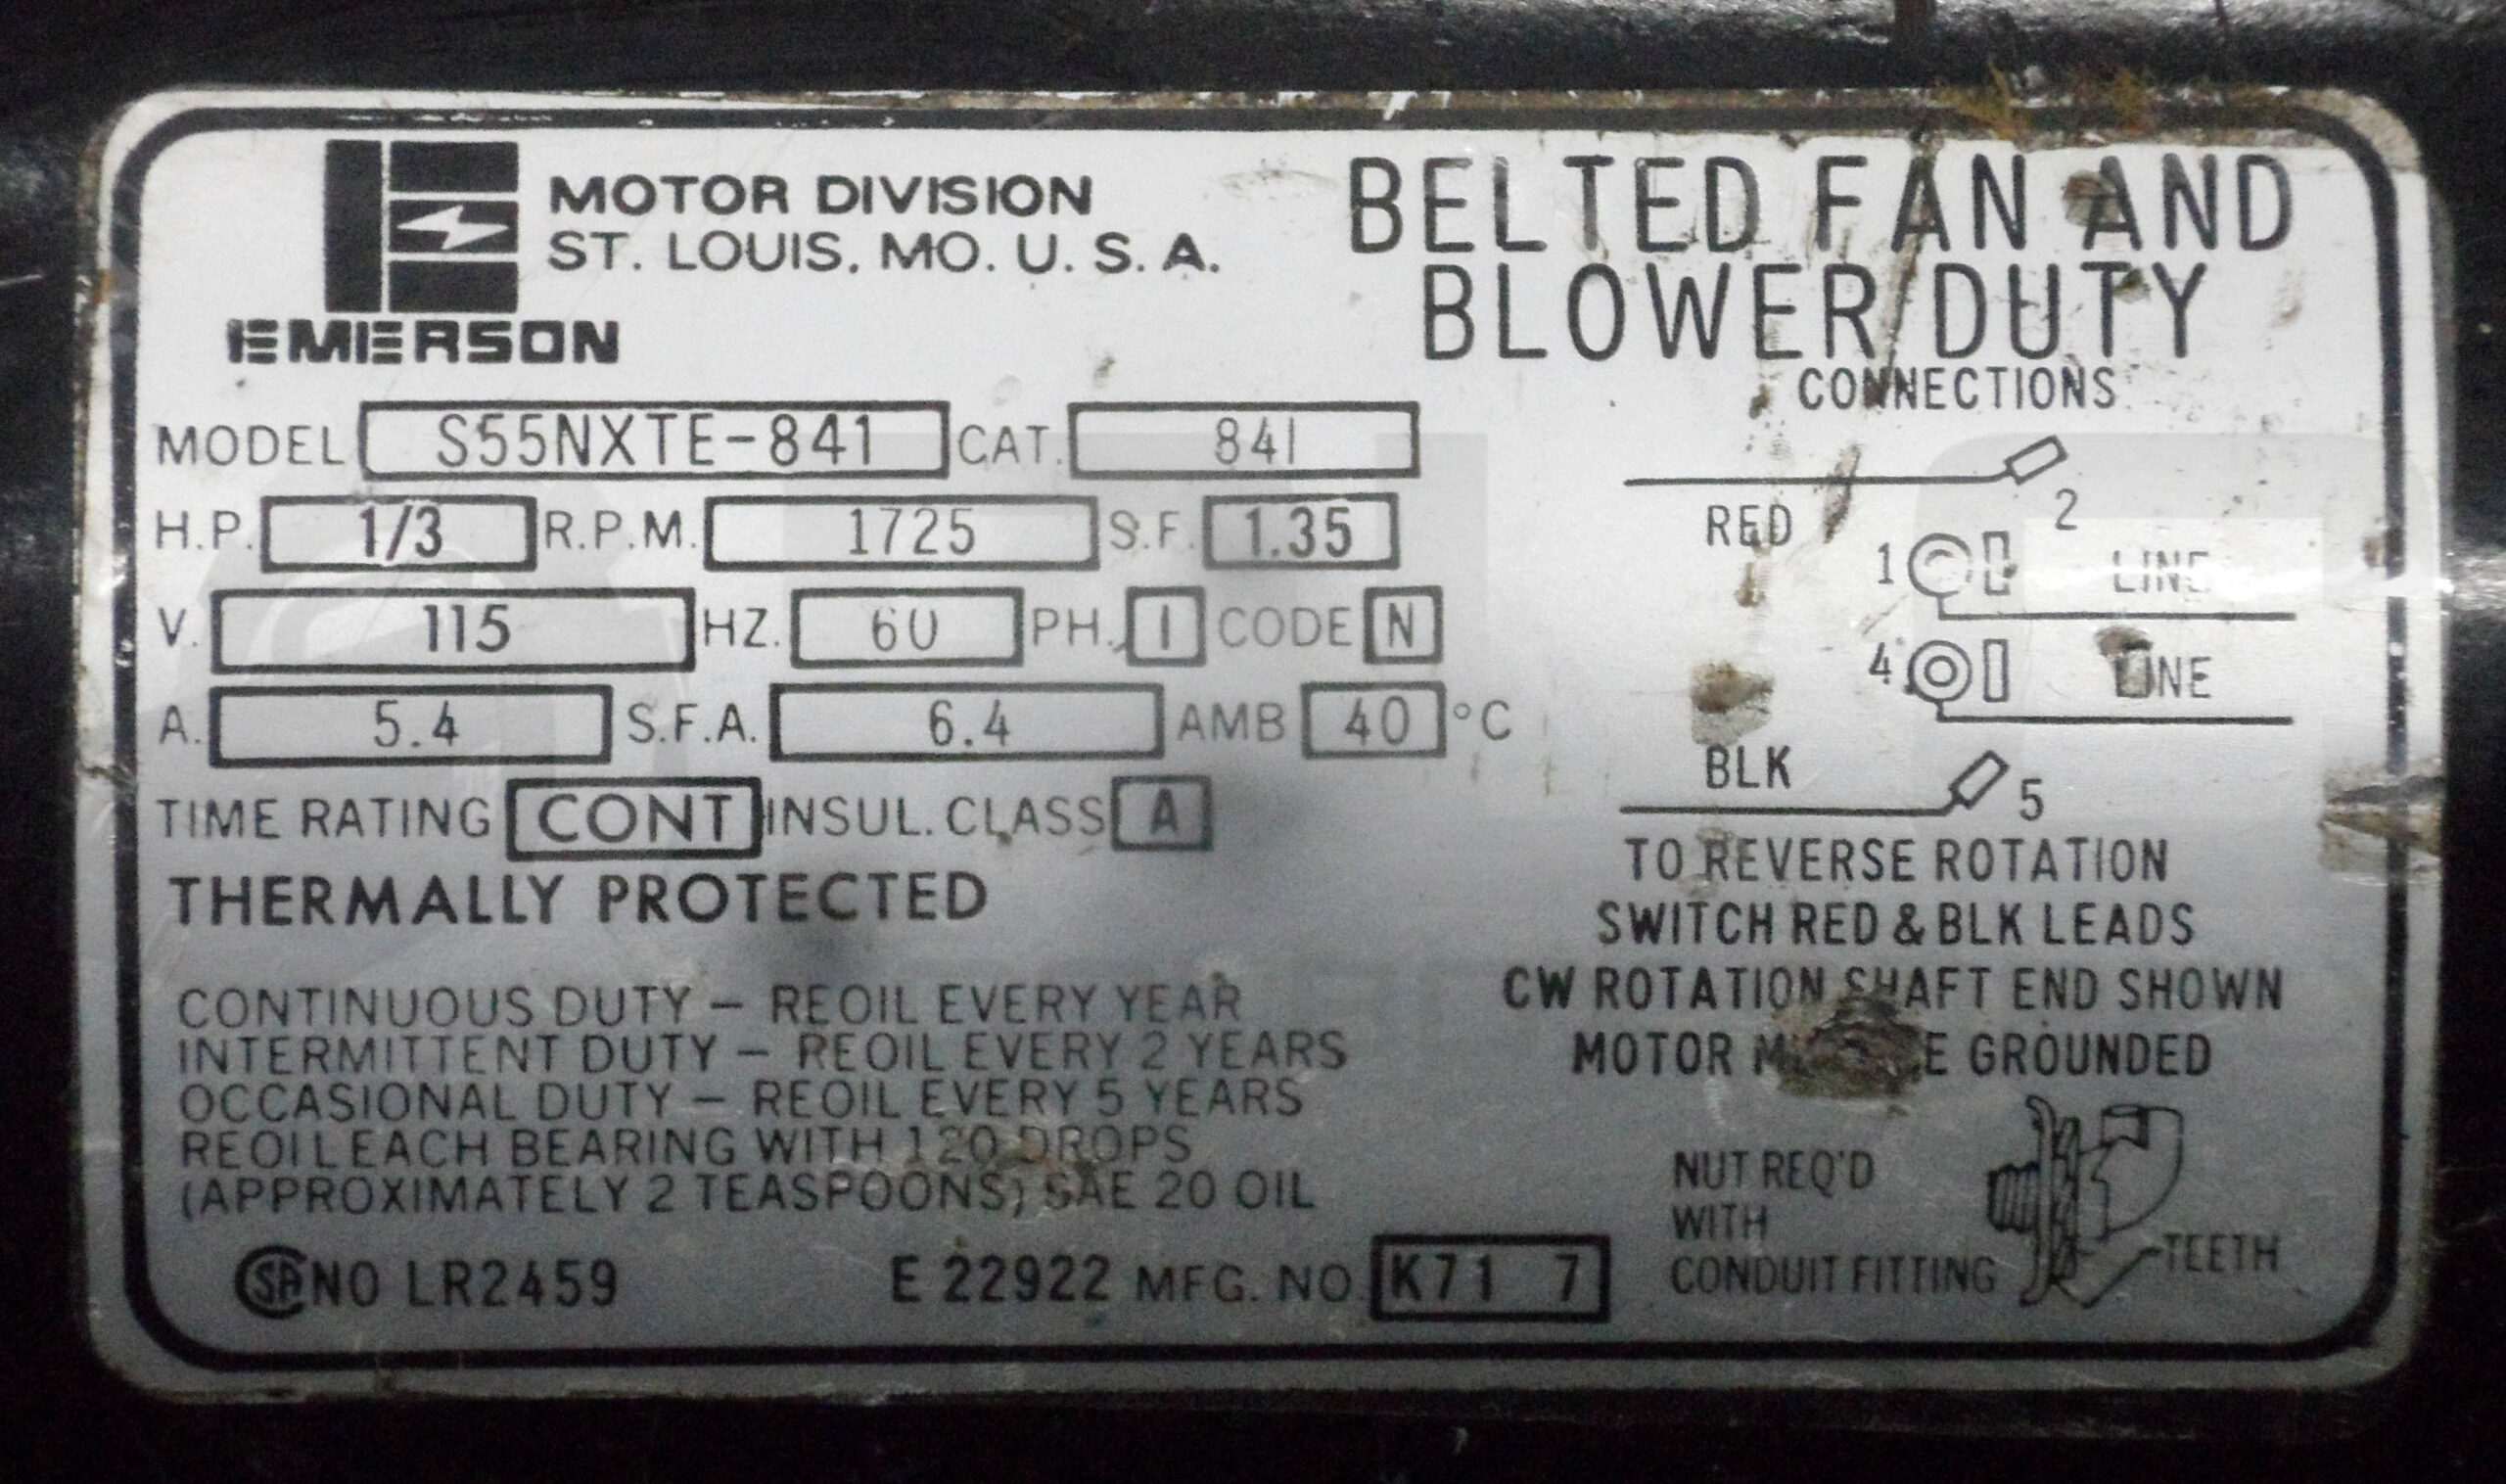 MOTOR DIVISION
ST. LOUIS, MO. U. S. A.
EMERSON
BELTED FAN AND
BLOWER DUTY
MODEL S55NXTE-841 CAT. 841
H.P. 1/3 R.P.M. 1725 S.F. 1.35
V. 115 HZ. 60 PH. 1 CODE N
A. 5.4 S.F.A. 6.4 AMB 40 °C
TIME RATING CONT INSUL. CLASS A
THERMALLY PROTECTED
CONTINUOUS DUTY – REOIL EVERY YEAR
INTERMITTENT DUTY – REOIL EVERY 2 YEARS
OCCASIONAL DUTY – REOIL EVERY 5 YEARS
REOIL EACH BEARING WITH 120 DROPS
(APPROXIMATELY 2 TEASPOONS) SAE 20 OIL
SA NO LR2459 E 22922 MFG. NO. K71 7
CONNECTIONS
RED 2
1 LINE
4 LINE
BLK 5
TO REVERSE ROTATION
SWITCH RED & BLK LEADS
CW ROTATION SHAFT END SHOWN
MOTOR GROUNDED
NUT REQ'D
WITH
CONDUIT FITTING
TEETH